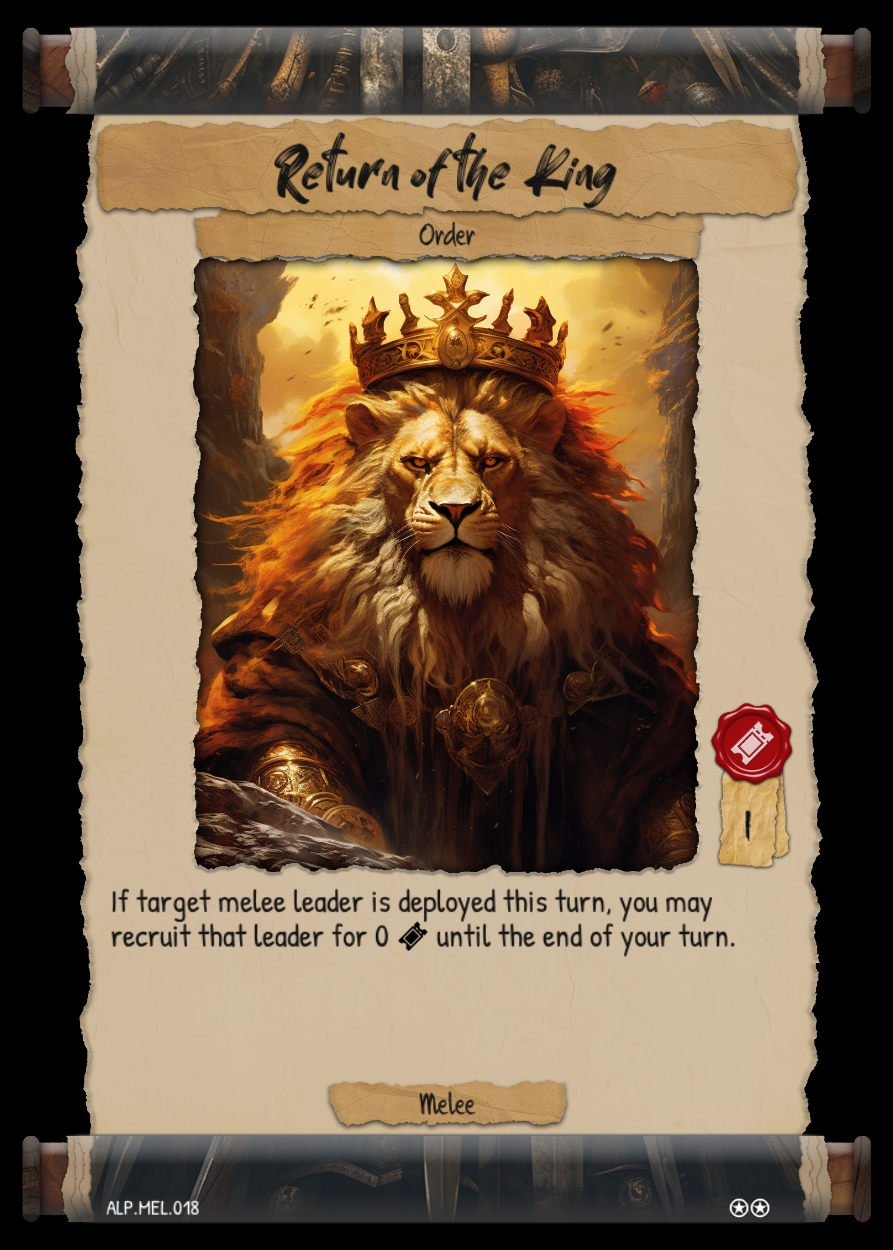 Return of the King
Order
1
If target melee leader is deployed this turn, you may
recruit that leader for 0 until the end of your turn.
Melee
ALP.MEL.018